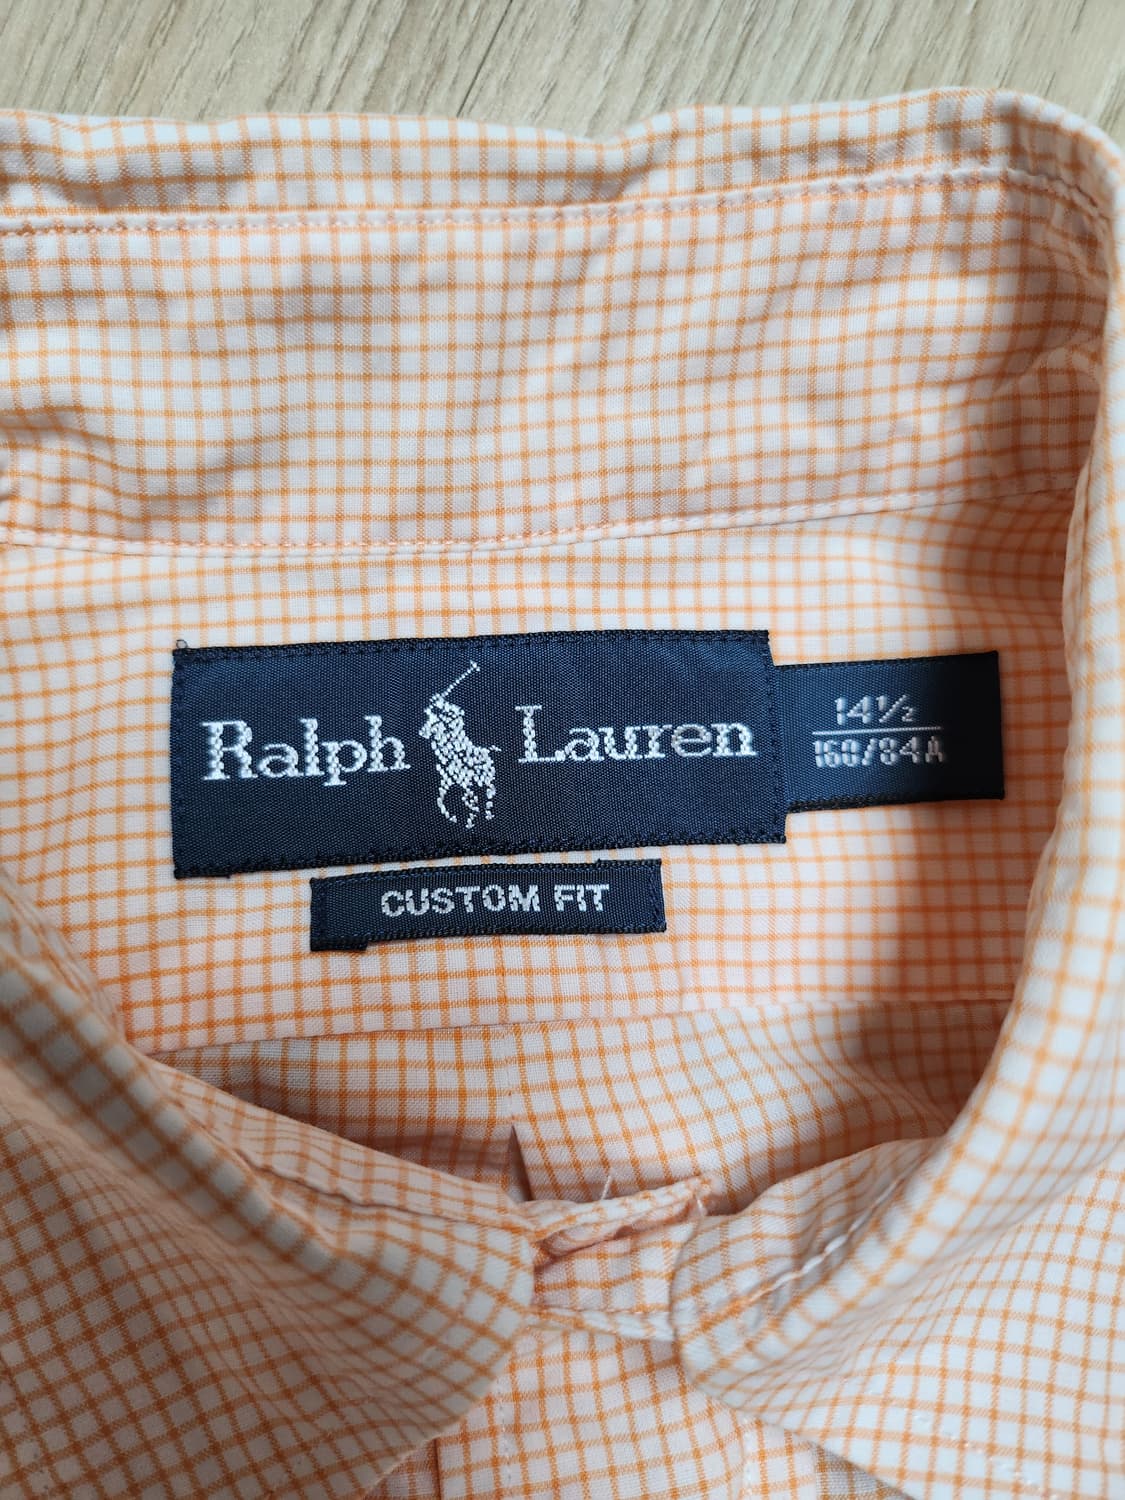 Ralph Lauren
14½
160/84A
CUSTOM FIT